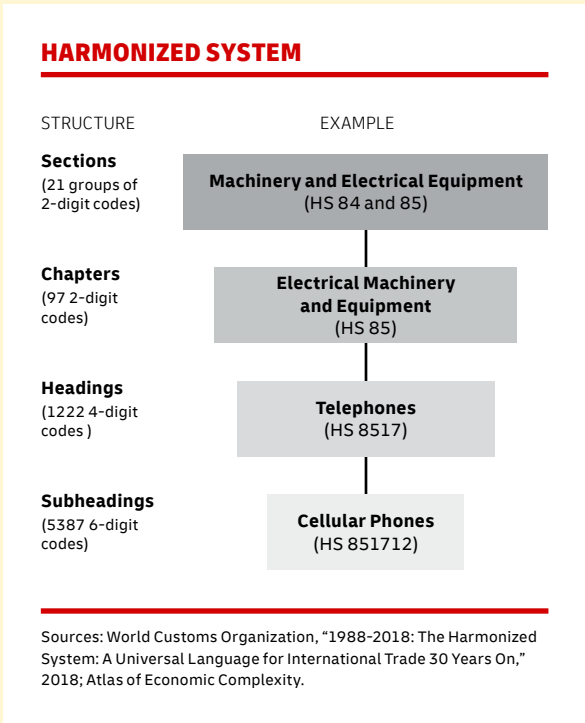 HARMONIZED SYSTEM
STRUCTURE
EXAMPLE
Sections
(21 groups of
2-digit codes)
Machinery and Electrical Equipment
(HS 84 and 85)
Chapters
(97 2-digit
codes)
Electrical Machinery
and Equipment
(HS 85)
Headings
(1222 4-digit
codes )
Telephones
(HS 8517)
Subheadings
(5387 6-digit
codes)
Cellular Phones
(HS 851712)
Sources: World Customs Organization, “1988-2018: The Harmonized
System: A Universal Language for International Trade 30 Years On,”
2018; Atlas of Economic Complexity.